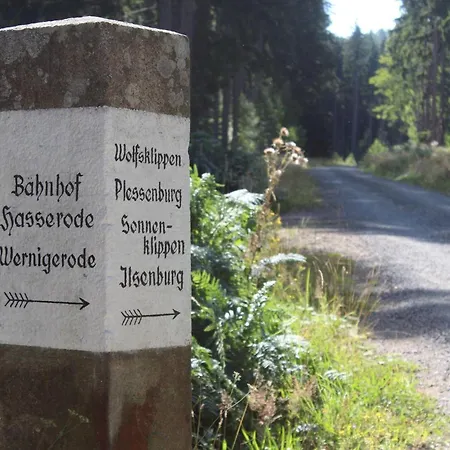 Bahnhof
Hasserode
Wernigerode
Wolfsklippen
Plessenburg
Sonnen-
klippen
Ilsenburg